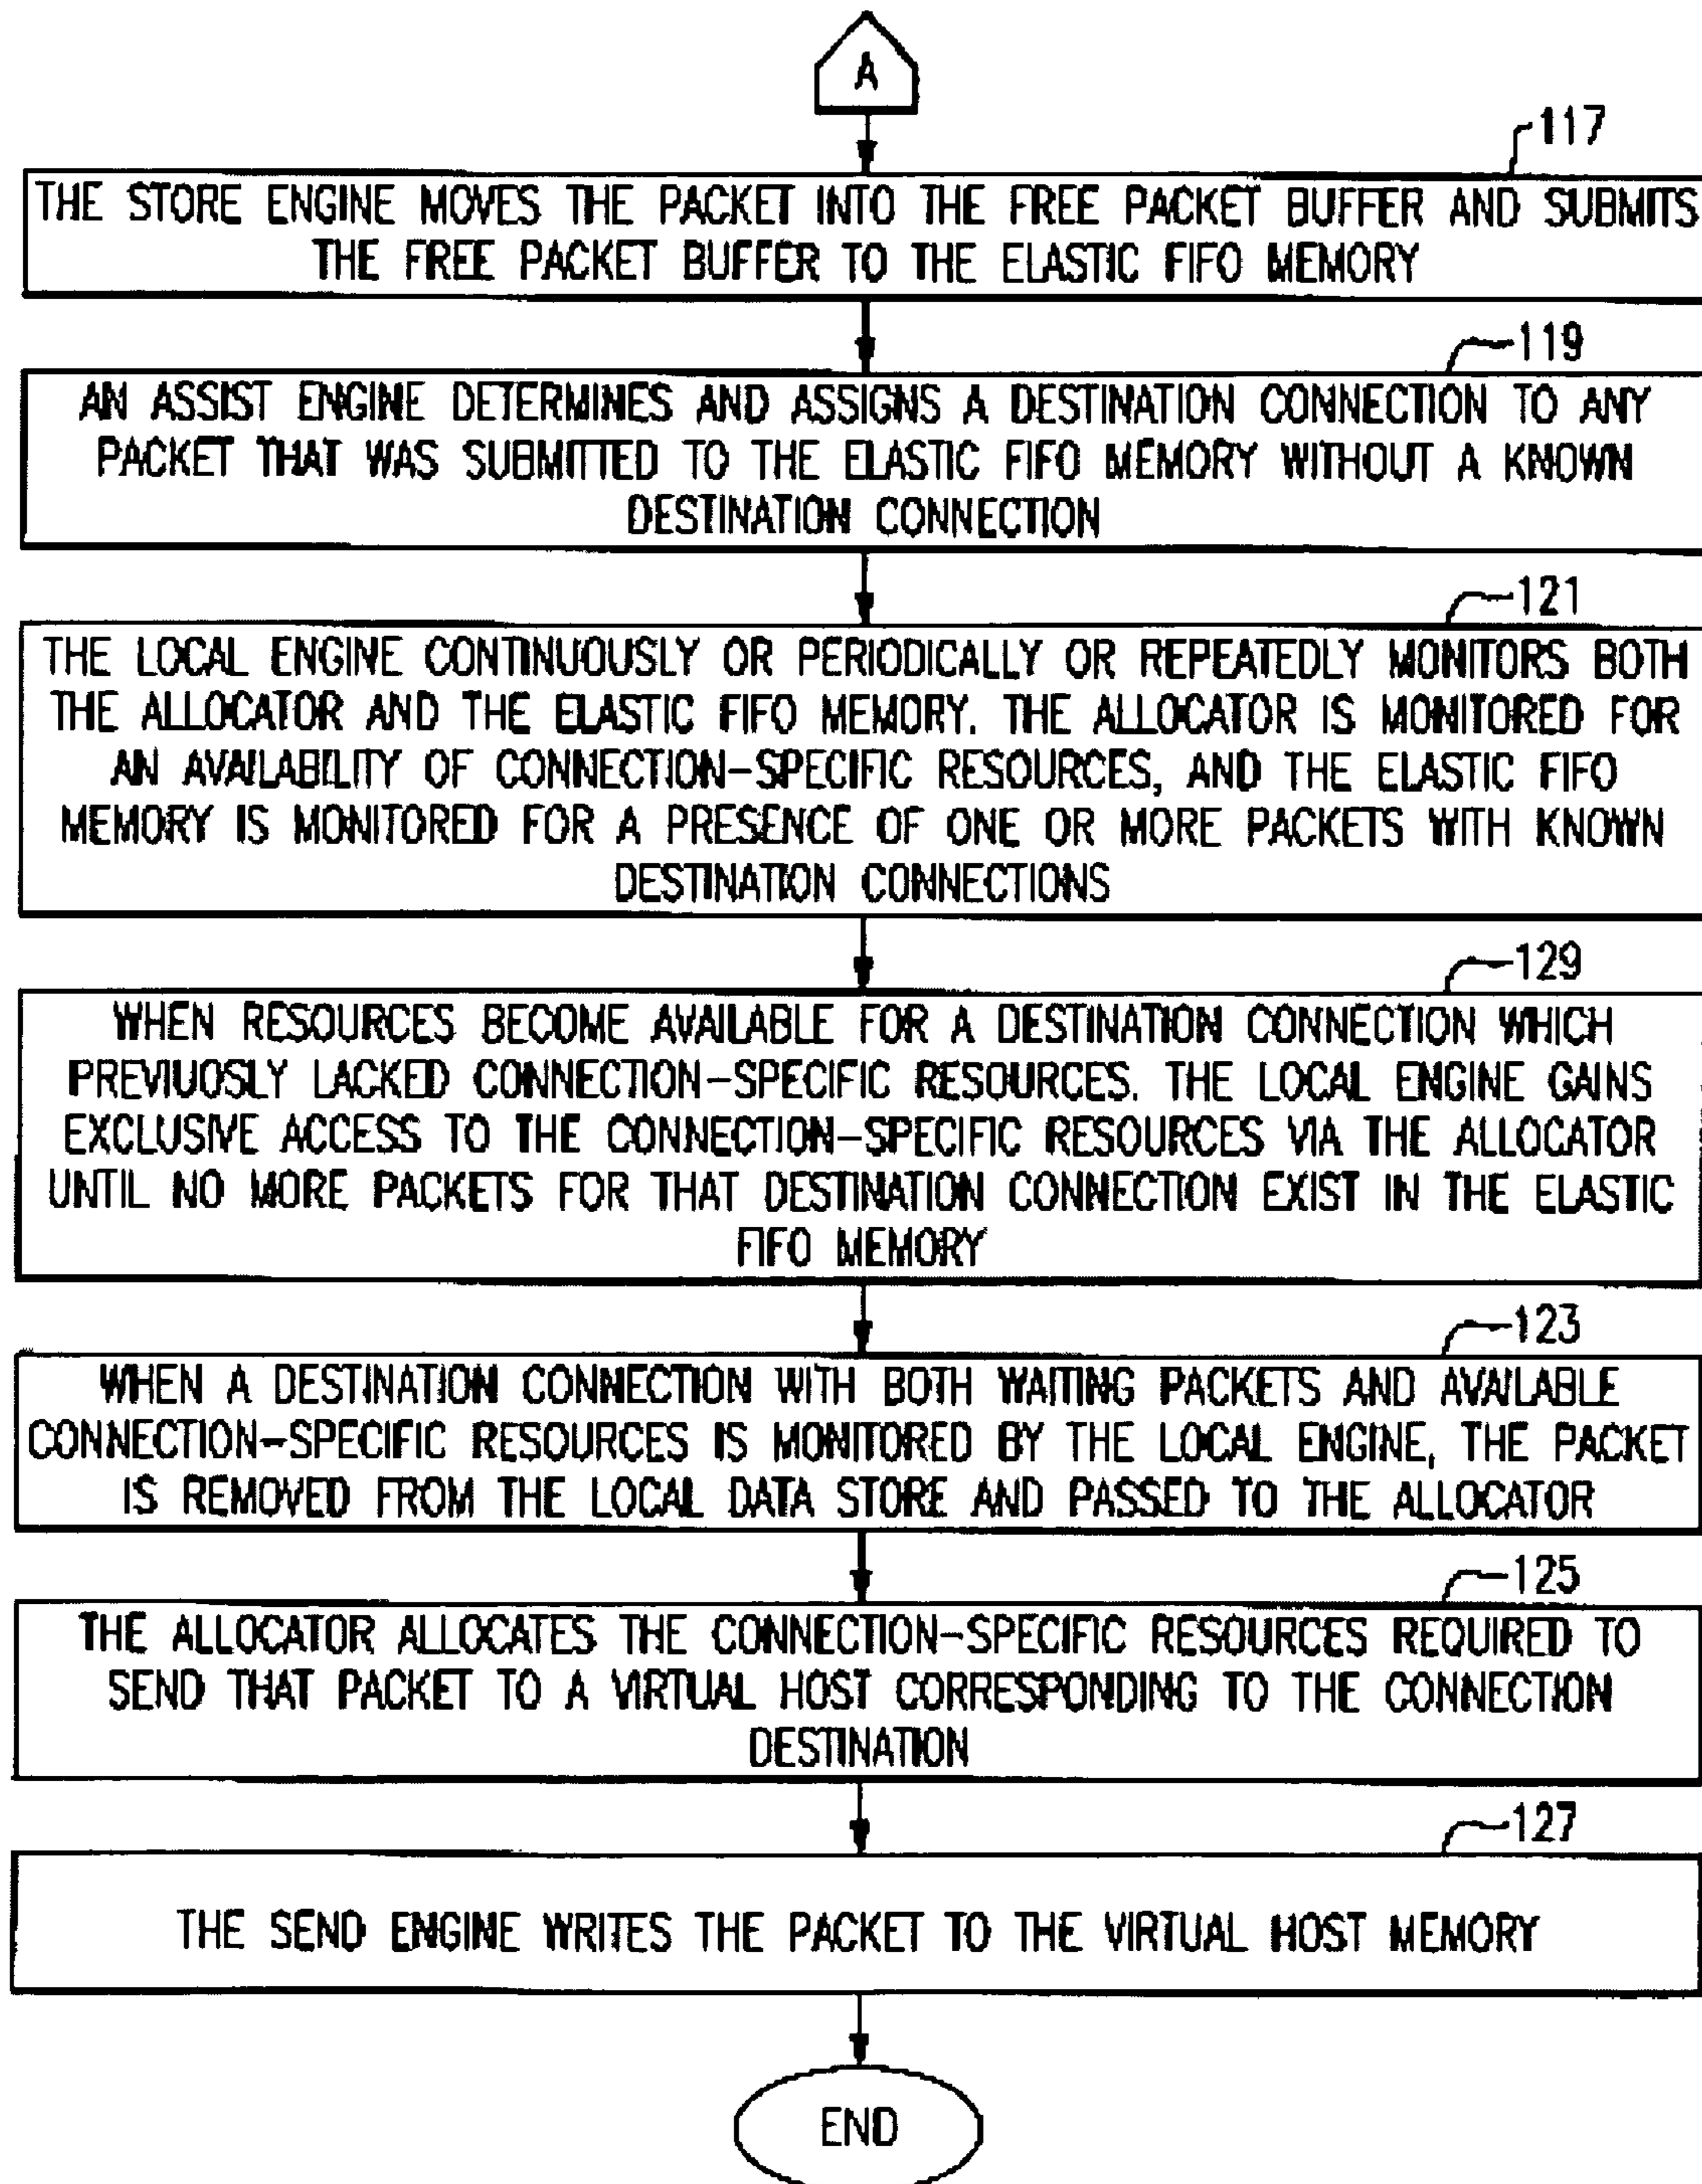 A
117
THE STORE ENGINE MOVES THE PACKET INTO THE FREE PACKET BUFFER AND SUBMITS
THE FREE PACKET BUFFER TO THE ELASTIC FIFO MEMORY
119
AN ASSIST ENGINE DETERMINES AND ASSIGNS A DESTINATION CONNECTION TO ANY
PACKET THAT WAS SUBMITTED TO THE ELASTIC FIFO MEMORY WITHOUT A KNOWN
DESTINATION CONNECTION
121
THE LOCAL ENGINE CONTINUOUSLY OR PERIODICALLY OR REPEATEDLY MONITORS BOTH
THE ALLOCATOR AND THE ELASTIC FIFO MEMORY. THE ALLOCATOR IS MONITORED FOR
AN AVAILABILITY OF CONNECTION-SPECIFIC RESOURCES, AND THE ELASTIC FIFO
MEMORY IS MONITORED FOR A PRESENCE OF ONE OR MORE PACKETS WITH KNOWN
DESTINATION CONNECTIONS
129
WHEN RESOURCES BECOME AVAILABLE FOR A DESTINATION CONNECTION WHICH
PREVIUOSLY LACKED CONNECTION-SPECIFIC RESOURCES. THE LOCAL ENGINE GAINS
EXCLUSIVE ACCESS TO THE CONNECTION-SPECIFIC RESOURCES VIA THE ALLOCATOR
UNTIL NO MORE PACKETS FOR THAT DESTINATION CONNECTION EXIST IN THE ELASTIC
FIFO MEMORY
123
WHEN A DESTINATION CONNECTION WITH BOTH WAITING PACKETS AND AVAILABLE
CONNECTION-SPECIFIC RESOURCES IS MONITORED BY THE LOCAL ENGINE, THE PACKET
IS REMOVED FROM THE LOCAL DATA STORE AND PASSED TO THE ALLOCATOR
125
THE ALLOCATOR ALLOCATES THE CONNECTION-SPECIFIC RESOURCES REQUIRED TO
SEND THAT PACKET TO A VIRTUAL HOST CORRESPONDING TO THE CONNECTION
DESTINATION
127
THE SEND ENGINE WRITES THE PACKET TO THE VIRTUAL HOST MEMORY
END